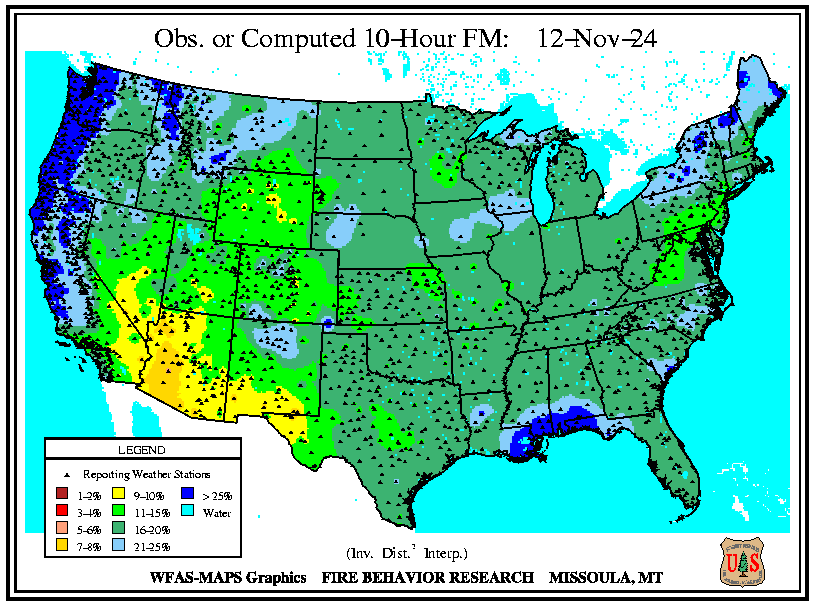 Obs. or Computed 10-Hour FM: 12-Nov-24
LEGEND
Reporting Weather Stations
1-2% 9-10% > 25%
3-4% 11-15% Water
5-6% 16-20%
7-8% 21-25%
(Inv. Dist.² Interp.)
WFAS-MAPS Graphics FIRE BEHAVIOR RESEARCH MISSOULA, MT
US